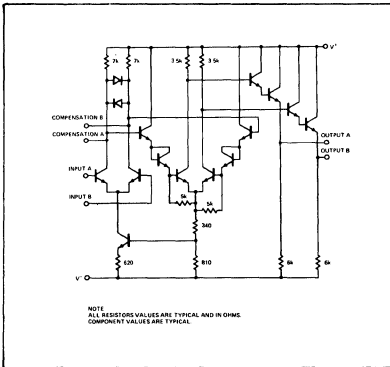 7k 7k 3 5k 3 5k V+
COMPENSATION B
COMPENSATION A
OUTPUT A
OUTPUT B
INPUT A
INPUT B
5k
5k
340
620 810 6k 6k
V-
NOTE
ALL RESISTORS VALUES ARE TYPICAL AND IN OHMS.
COMPONENT VALUES ARE TYPICAL.